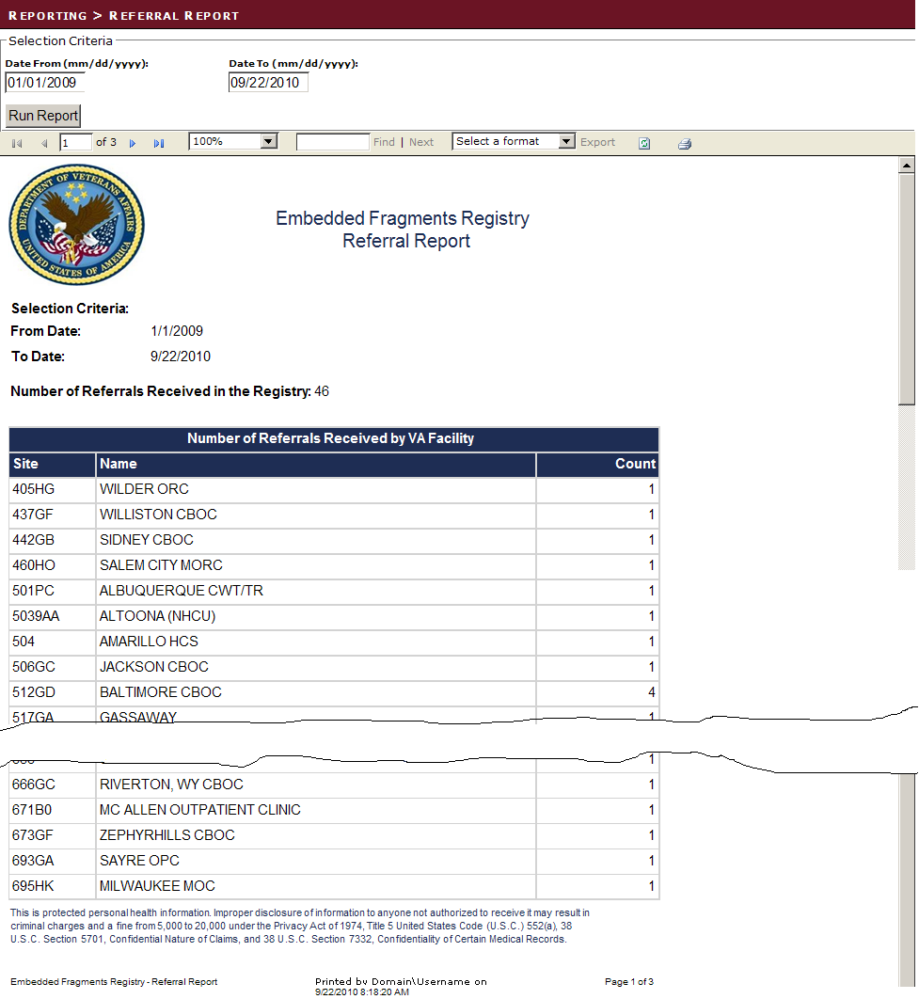 REPORTING > REFERRAL REPORT
Selection Criteria
Date From (mm/dd/yyyy): Date To (mm/dd/yyyy):
01/01/2009 09/22/2010
Run Report
1 of 3 100% Find | Next Select a format Export
DEPARTMENT OF VETERANS AFFAIRS
UNITED STATES OF AMERICA
Embedded Fragments Registry
Referral Report
Selection Criteria:
From Date: 1/1/2009
To Date: 9/22/2010
Number of Referrals Received in the Registry: 46
Number of Referrals Received by VA Facility
Site Name Count
405HG WILDER ORC 1
437GF WILLISTON CBOC 1
442GB SIDNEY CBOC 1
460HO SALEM CITY MORC 1
501PC ALBUQUERQUE CWT/TR 1
5039AA ALTOONA (NHCU) 1
504 AMARILLO HCS 1
506GC JACKSON CBOC 1
512GD BALTIMORE CBOC 4
517GA GASSAWAY 1
1
666GC RIVERTON, WY CBOC 1
671B0 MC ALLEN OUTPATIENT CLINIC 1
673GF ZEPHYRHILLS CBOC 1
693GA SAYRE OPC 1
695HK MILWAUKEE MOC 1
This is protected personal health information. Improper disclosure of information to anyone not authorized to receive it may result in
criminal charges and a fine from 5,000 to 20,000 under the Privacy Act of 1974, Title 5 United States Code (U.S.C.) 552(a), 38
U.S.C. Section 5701, Confidential Nature of Claims, and 38 U.S.C. Section 7332, Confidentiality of Certain Medical Records.
Embedded Fragments Registry - Referral Report Printed by Domain\Username on Page 1 of 3
9/22/2010 8:18:20 AM